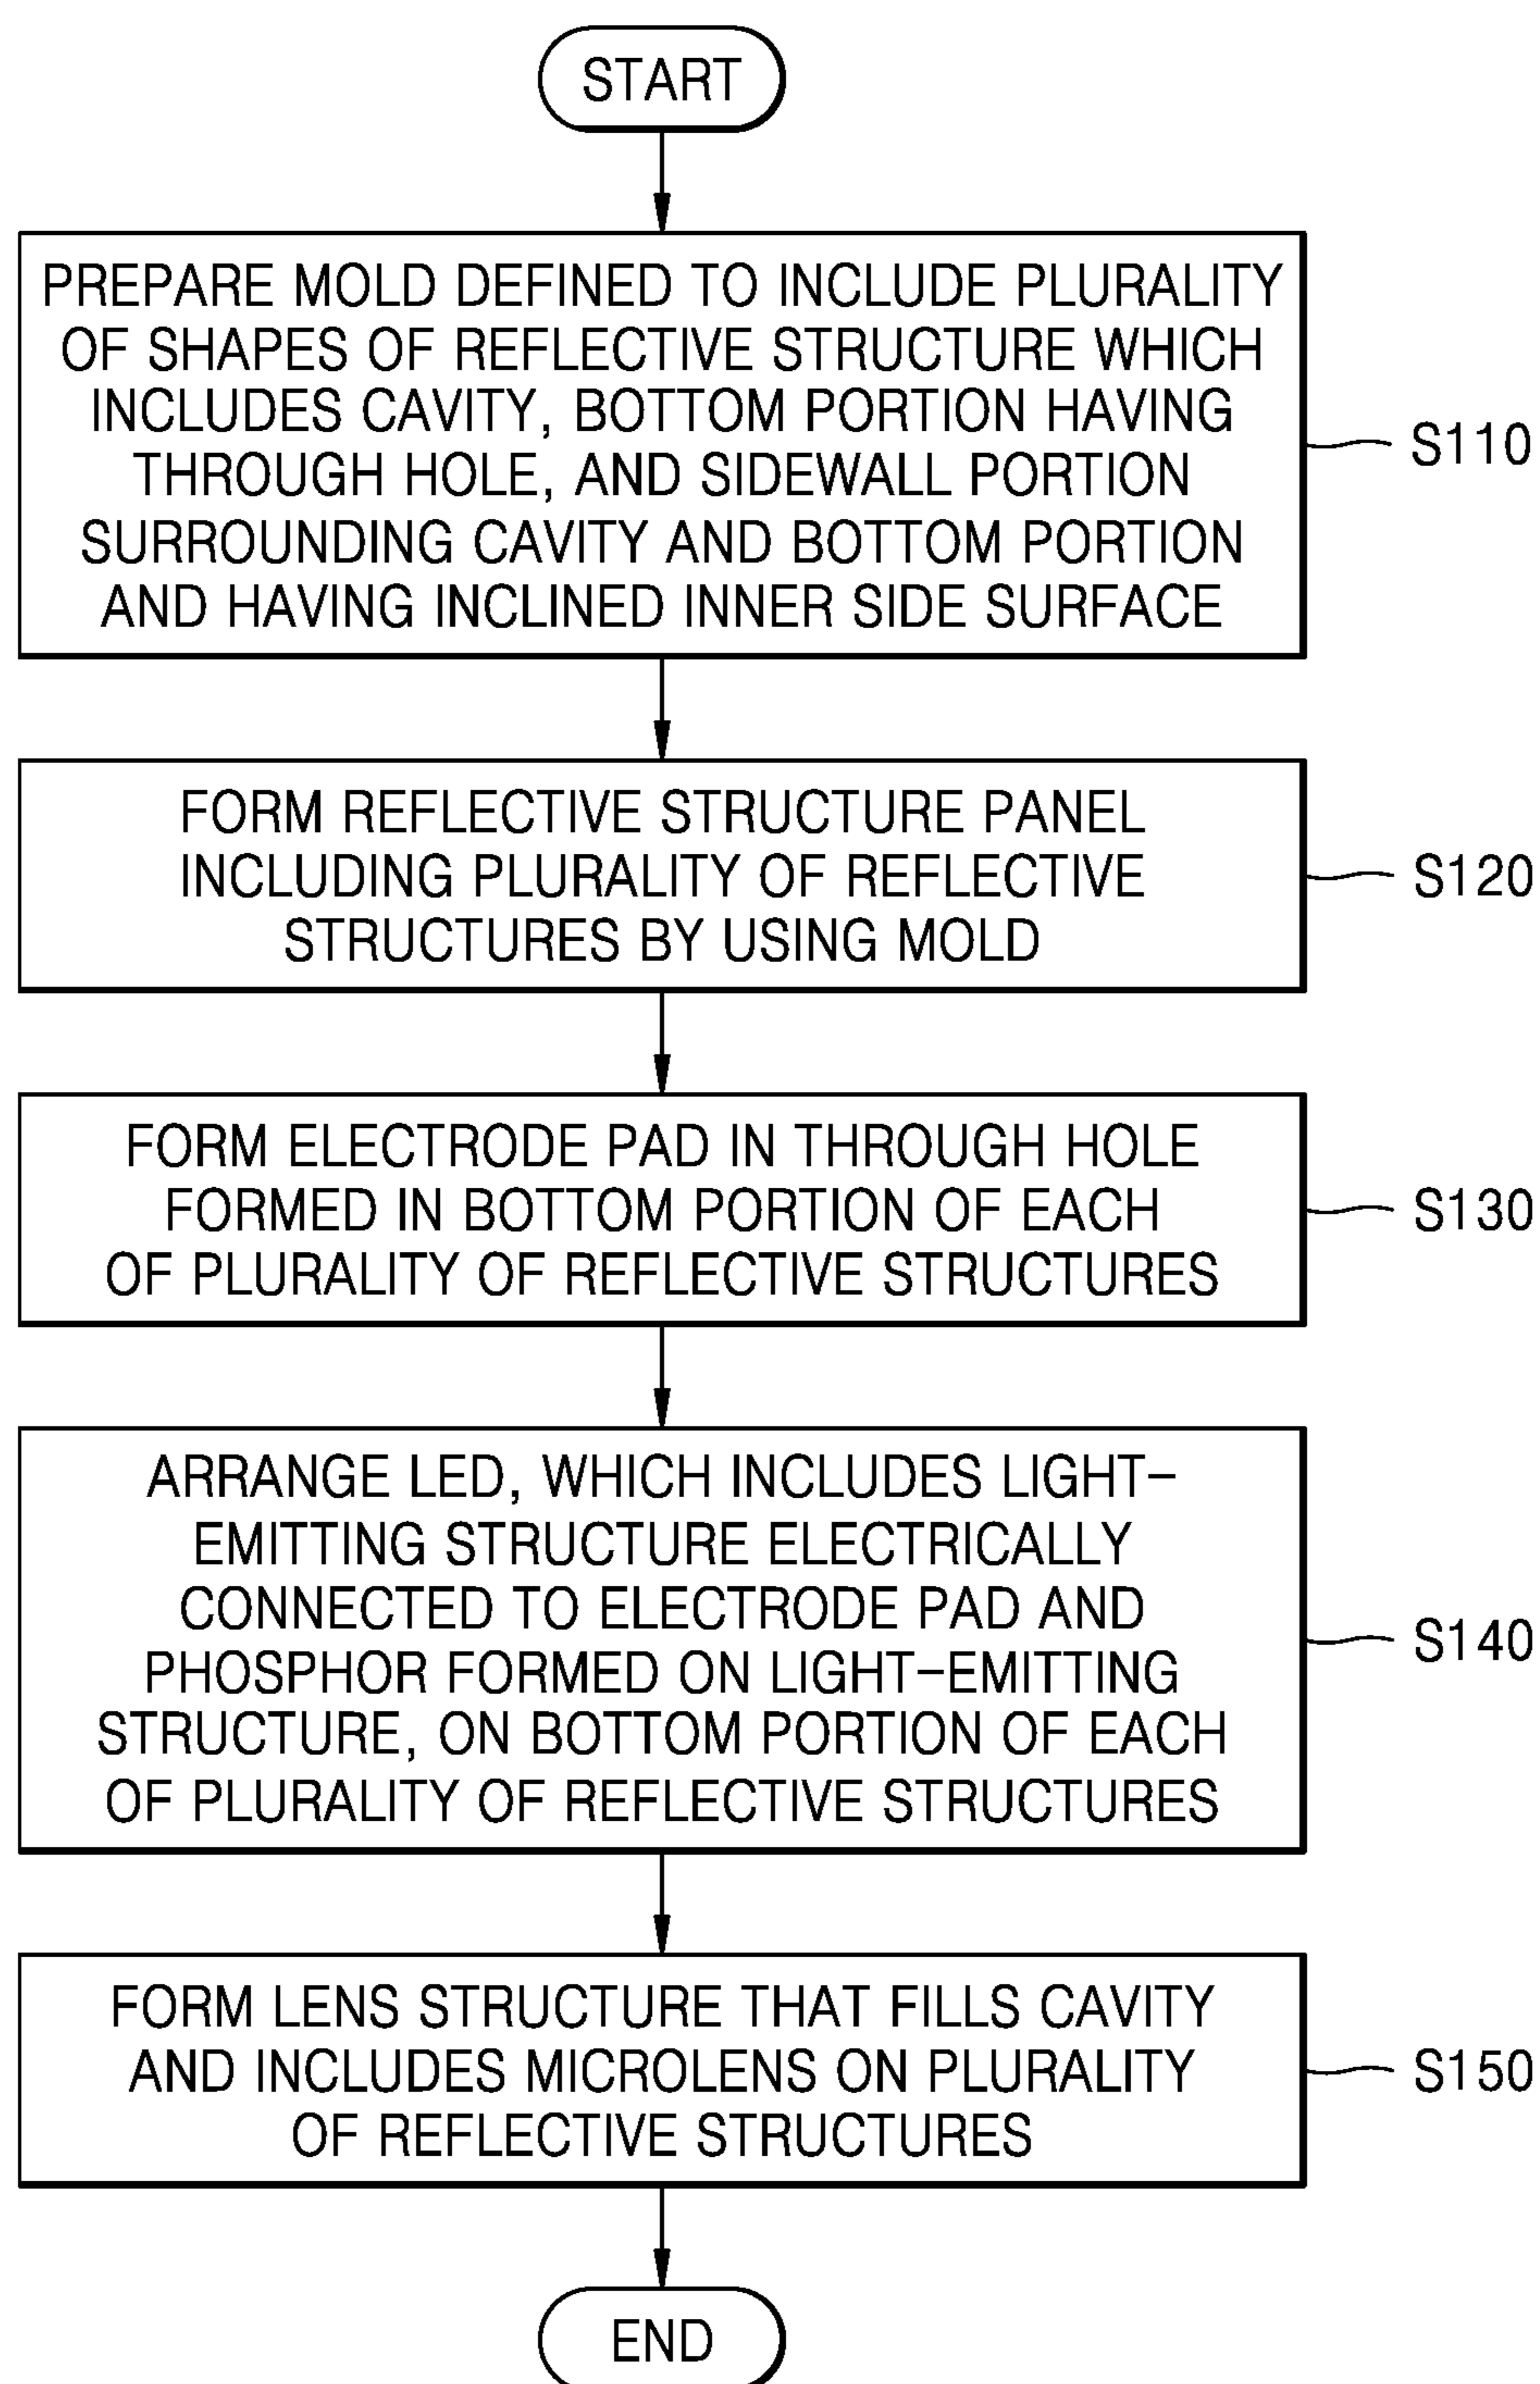 START
PREPARE MOLD DEFINED TO INCLUDE PLURALITY
OF SHAPES OF REFLECTIVE STRUCTURE WHICH
INCLUDES CAVITY, BOTTOM PORTION HAVING
THROUGH HOLE, AND SIDEWALL PORTION
SURROUNDING CAVITY AND BOTTOM PORTION
AND HAVING INCLINED INNER SIDE SURFACE
S110
FORM REFLECTIVE STRUCTURE PANEL
INCLUDING PLURALITY OF REFLECTIVE
STRUCTURES BY USING MOLD
S120
FORM ELECTRODE PAD IN THROUGH HOLE
FORMED IN BOTTOM PORTION OF EACH
OF PLURALITY OF REFLECTIVE STRUCTURES
S130
ARRANGE LED, WHICH INCLUDES LIGHT-
EMITTING STRUCTURE ELECTRICALLY
CONNECTED TO ELECTRODE PAD AND
PHOSPHOR FORMED ON LIGHT-EMITTING
STRUCTURE, ON BOTTOM PORTION OF EACH
OF PLURALITY OF REFLECTIVE STRUCTURES
S140
FORM LENS STRUCTURE THAT FILLS CAVITY
AND INCLUDES MICROLENS ON PLURALITY
OF REFLECTIVE STRUCTURES
S150
END